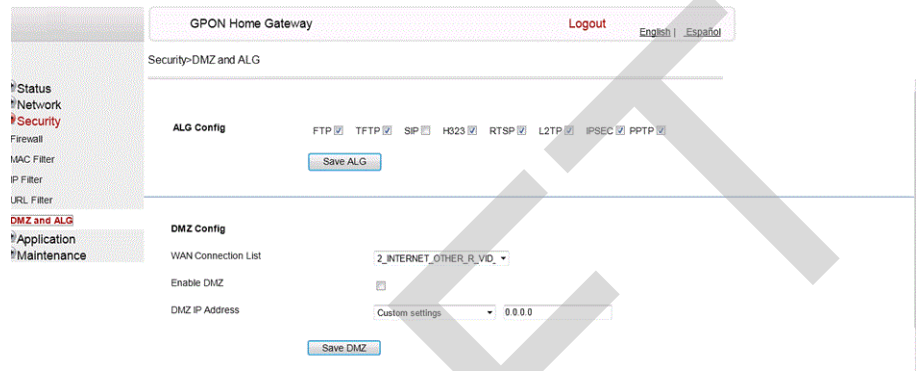 GPON Home Gateway
Logout
English | Español
Security>DMZ and ALG
Status
Network
Security
Firewall
MAC Filter
IP Filter
URL Filter
DMZ and ALG
Application
Maintenance
ALG Config
FTP TFTP SIP H323 RTSP L2TP IPSEC PPTP
Save ALG
DMZ Config
WAN Connection List 2_INTERNET_OTHER_R_VID_
Enable DMZ
DMZ IP Address Custom settings 0.0.0.0
Save DMZ